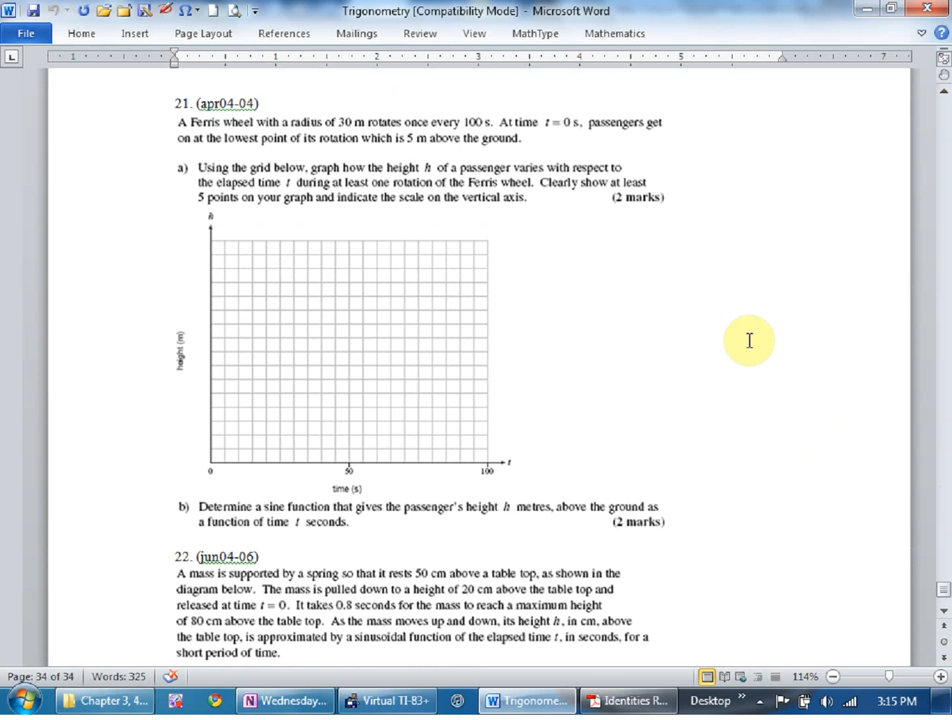 Trigonometry [Compatibility Mode] - Microsoft Word
File Home Insert Page Layout References Mailings Review View MathType Mathematics
L 1 1 2 3 4 5 7
21. (apr04-04)
A Ferris wheel with a radius of 30 m rotates once every 100 s. At time t = 0 s, passengers get
on at the lowest point of its rotation which is 5 m above the ground.
a) Using the grid below, graph how the height h of a passenger varies with respect to
the elapsed time t during at least one rotation of the Ferris wheel. Clearly show at least
5 points on your graph and indicate the scale on the vertical axis. (2 marks)
h
height (m)
t
0 50 100
time (s)
b) Determine a sine function that gives the passenger's height h metres, above the ground as
a function of time t seconds. (2 marks)
22. (jun04-06)
A mass is supported by a spring so that it rests 50 cm above a table top, as shown in the
diagram below. The mass is pulled down to a height of 20 cm above the table top and
released at time t = 0. It takes 0.8 seconds for the mass to reach a maximum height
of 80 cm above the table top. As the mass moves up and down, its height h, in cm, above
the table top, is approximated by a sinusoidal function of the elapsed time t, in seconds, for a
short period of time.
Page: 34 of 34 Words: 325 114%
Chapter 3, 4... Wednesday... Virtual TI-83+ Trigonome... Identities R... Desktop » 3:15 PM